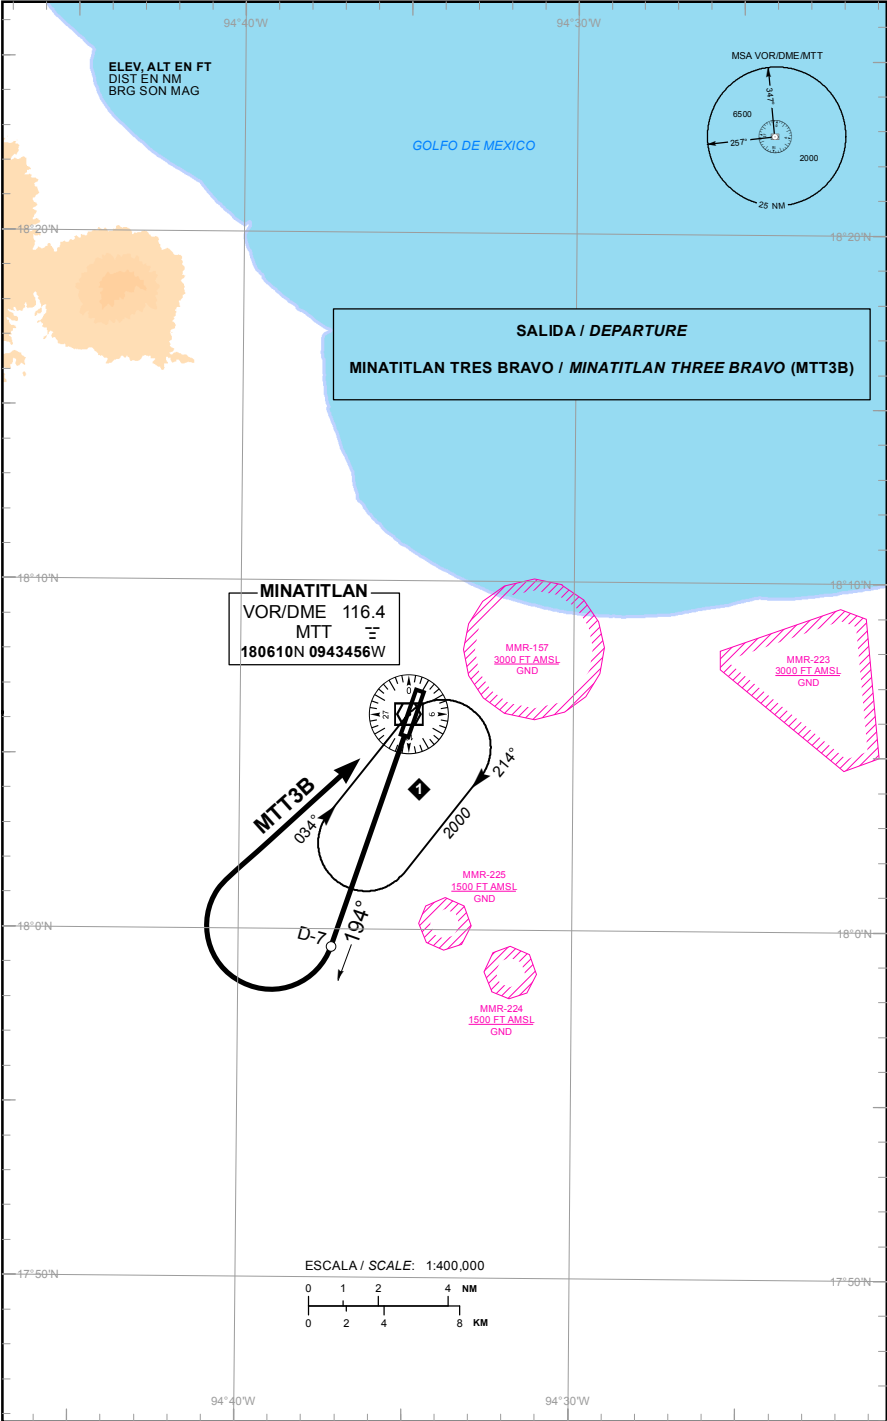 94°40'W
94°30'W
ELEV, ALT EN FT
DIST EN NM
BRG SON MAG
MSA VOR/DME/MTT
347°
6500
257°
2000
25 NM
GOLFO DE MEXICO
18°20'N
18°20'N
SALIDA / DEPARTURE
MINATITLAN TRES BRAVO / MINATITLAN THREE BRAVO (MTT3B)
18°10'N
18°10'N
MINATITLAN
VOR/DME 116.4
MTT
180610N 0943456W
MMR-157
3000 FT AMSL
GND
MMR-223
3000 FT AMSL
GND
0
27
9
214°
1
MTT3B
034°
2000
MMR-225
1500 FT AMSL
GND
18°0'N
18°0'N
D-7
194°
MMR-224
1500 FT AMSL
GND
17°50'N
17°50'N
ESCALA / SCALE: 1:400,000
0 1 2 4 NM
0 2 4 8 KM
94°40'W
94°30'W